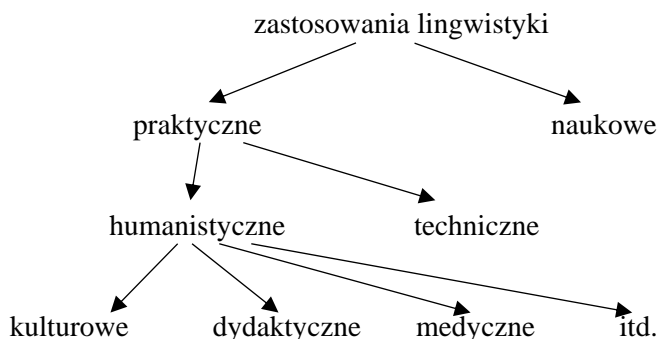 zastosowania lingwistyki
praktyczne naukowe
humanistyczne techniczne
kulturowe dydaktyczne medyczne itd.